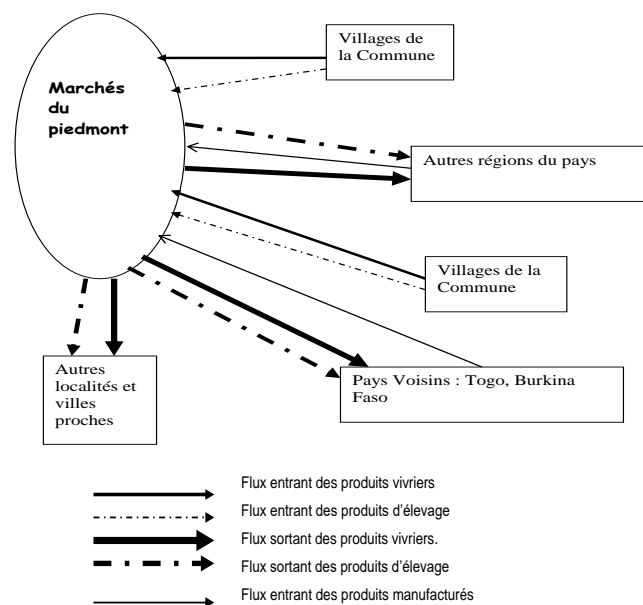 Villages de
la Commune
Marchés
du
piedmont
Autres régions du pays
Villages de la
Commune
Autres
localités et
villes
proches
Pays Voisins : Togo, Burkina
Faso
Flux entrant des produits vivriers
Flux entrant des produits d'élevage
Flux sortant des produits vivriers.
Flux sortant des produits d'élevage
Flux entrant des produits manufacturés